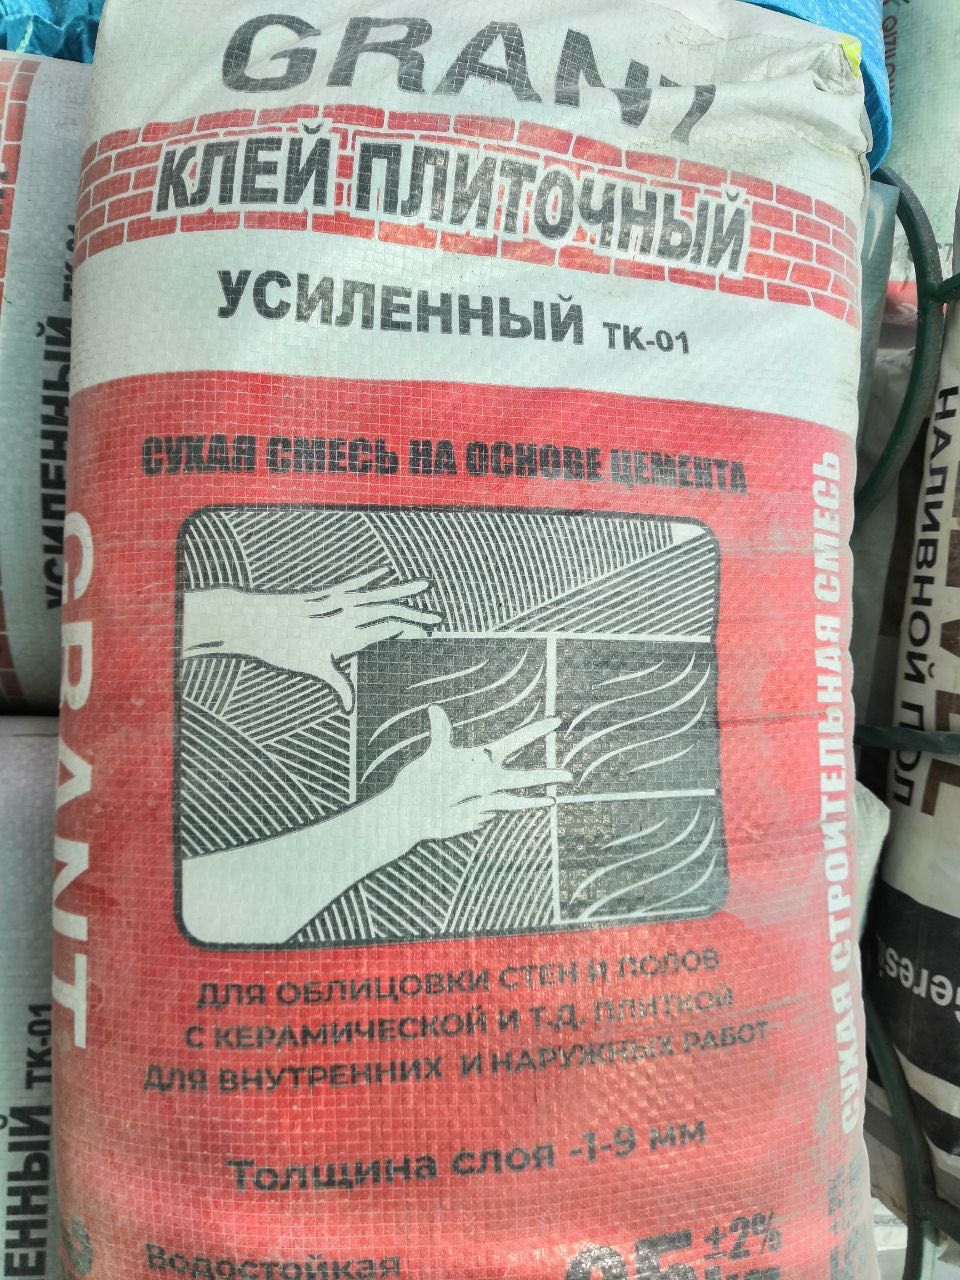 GRANT
КЛЕЙ ПЛИТОЧНЫЙ
УСИЛЕННЫЙ ТК-01
СУХАЯ СМЕСЬ НА ОСНОВЕ ЦЕМЕНТА
ДЛЯ ОБЛИЦОВКИ СТЕН И ПОЛОВ
С КЕРАМИЧЕСКОЙ И Т.Д. ПЛИТКОЙ
ДЛЯ ВНУТРЕННИХ И НАРУЖНЫХ РАБОТ
Толщина слоя -1-9 мм
Водостойкая
25 ±2%
GRANT
СУХАЯ СТРОИТЕЛЬНАЯ СМЕСЬ
УСИЛЕННЫЙ ТК-01
ЕННЫЙ ТК-01
НАЛИВНОЙ ПОЛ